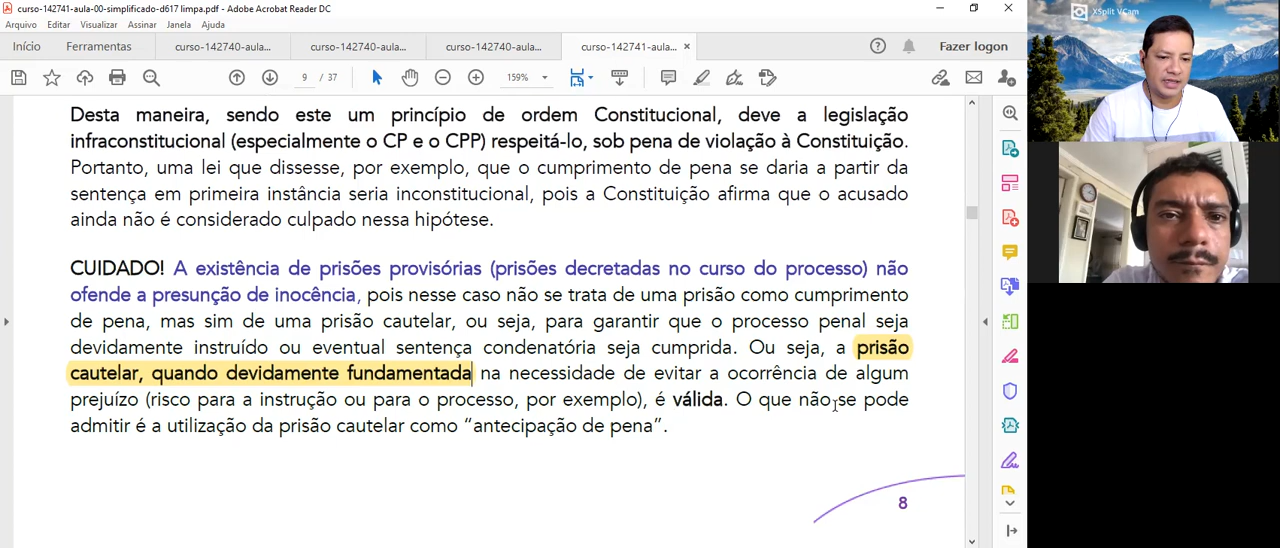 curso-142741-aula-00-simplificado-d617 limpa.pdf - Adobe Acrobat Reader DC
Arquivo Editar Visualizar Assinar Janela Ajuda
Início Ferramentas curso-142740-aula... curso-142740-aula... curso-142740-aula... curso-142741-aula... × Fazer logon
9 / 37 159%
Desta maneira, sendo este um princípio de ordem Constitucional, deve a legislação
infraconstitucional (especialmente o CP e o CPP) respeitá-lo, sob pena de violação à Constituição.
Portanto, uma lei que dissesse, por exemplo, que o cumprimento de pena se daria a partir da
sentença em primeira instância seria inconstitucional, pois a Constituição afirma que o acusado
ainda não é considerado culpado nessa hipótese.
CUIDADO! A existência de prisões provisórias (prisões decretadas no curso do processo) não
ofende a presunção de inocência, pois nesse caso não se trata de uma prisão como cumprimento
de pena, mas sim de uma prisão cautelar, ou seja, para garantir que o processo penal seja
devidamente instruído ou eventual sentença condenatória seja cumprida. Ou seja, a prisão
cautelar, quando devidamente fundamentada na necessidade de evitar a ocorrência de algum
prejuízo (risco para a instrução ou para o processo, por exemplo), é válida. O que não se pode
admitir é a utilização da prisão cautelar como “antecipação de pena”.
8
XSplit VCam